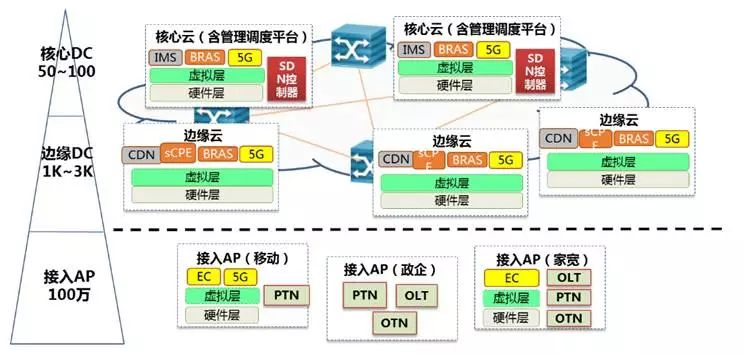 核心DC
50~100
边缘DC
1K~3K
接入AP
100万
核心云（含管理调度平台）
IMS BRAS 5G
虚拟层
硬件层
SD
N控
制器
核心云（含管理调度平台）
IMS BRAS 5G
虚拟层
硬件层
SD
N控
制器
边缘云
CDN sCPE BRAS 5G
虚拟层
硬件层
边缘云
CDN sCP
E BRAS 5G
虚拟层
硬件层
边缘云
CDN sCP
E BRAS 5G
虚拟层
硬件层
接入AP（移动）
EC 5G
虚拟层 PTN
硬件层
接入AP（政企）
PTN OLT
OTN
接入AP（家宽）
EC OLT
虚拟层 PTN
硬件层 OTN